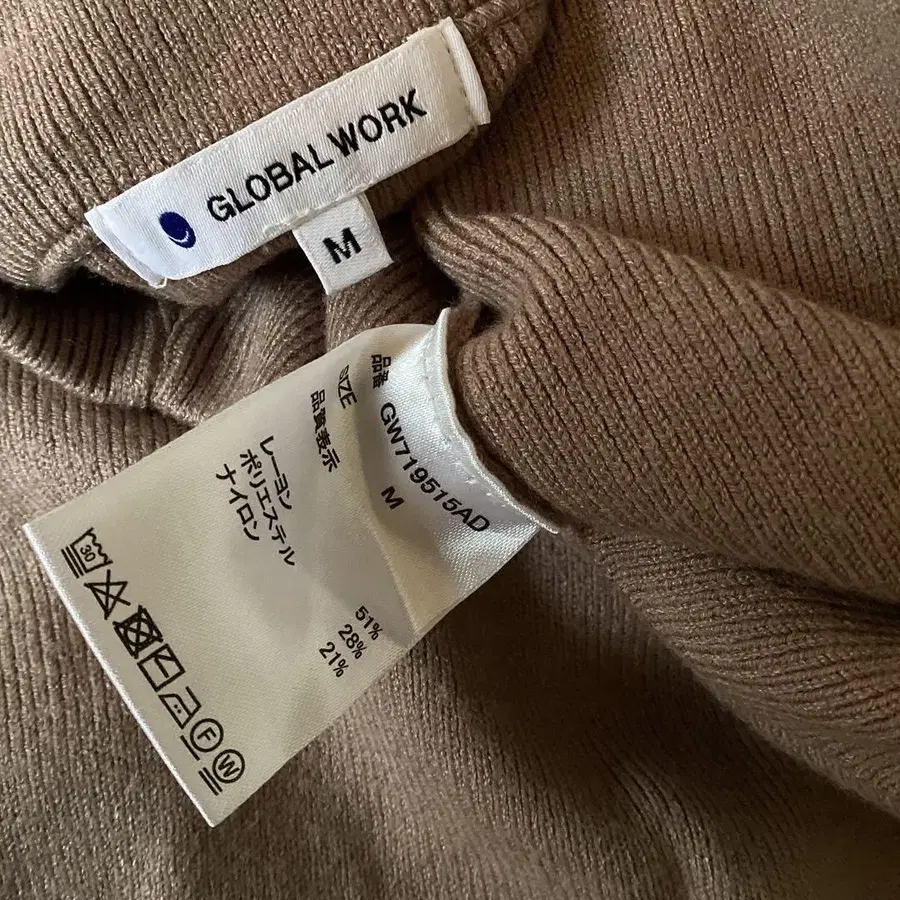 GLOBAL WORK
M
品番 GW719515AD
SIZE M
品質表示
レーヨン 51%
ポリエステル 28%
ナイロン 21%
30
F
W